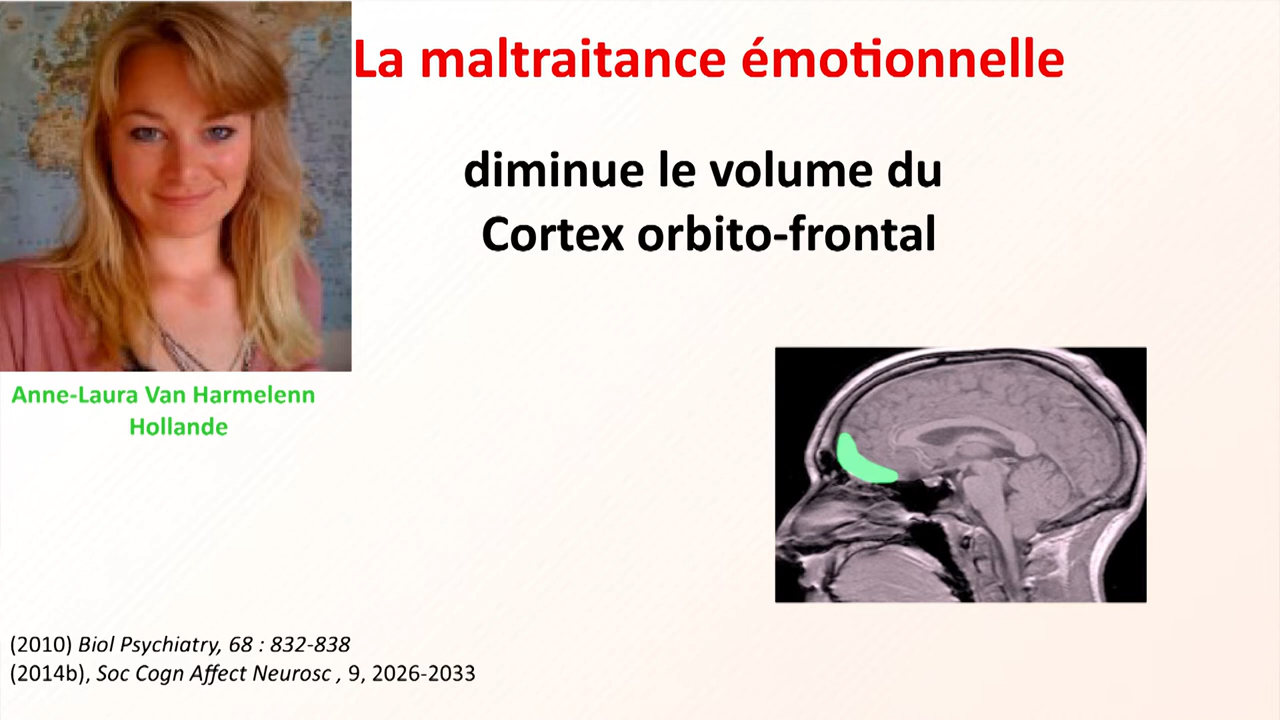 La maltraitance émotionnelle
diminue le volume du
Cortex orbito-frontal
Anne-Laura Van Harmelenn
Hollande
(2010) Biol Psychiatry, 68 : 832-838
(2014b), Soc Cogn Affect Neurosc , 9, 2026-2033